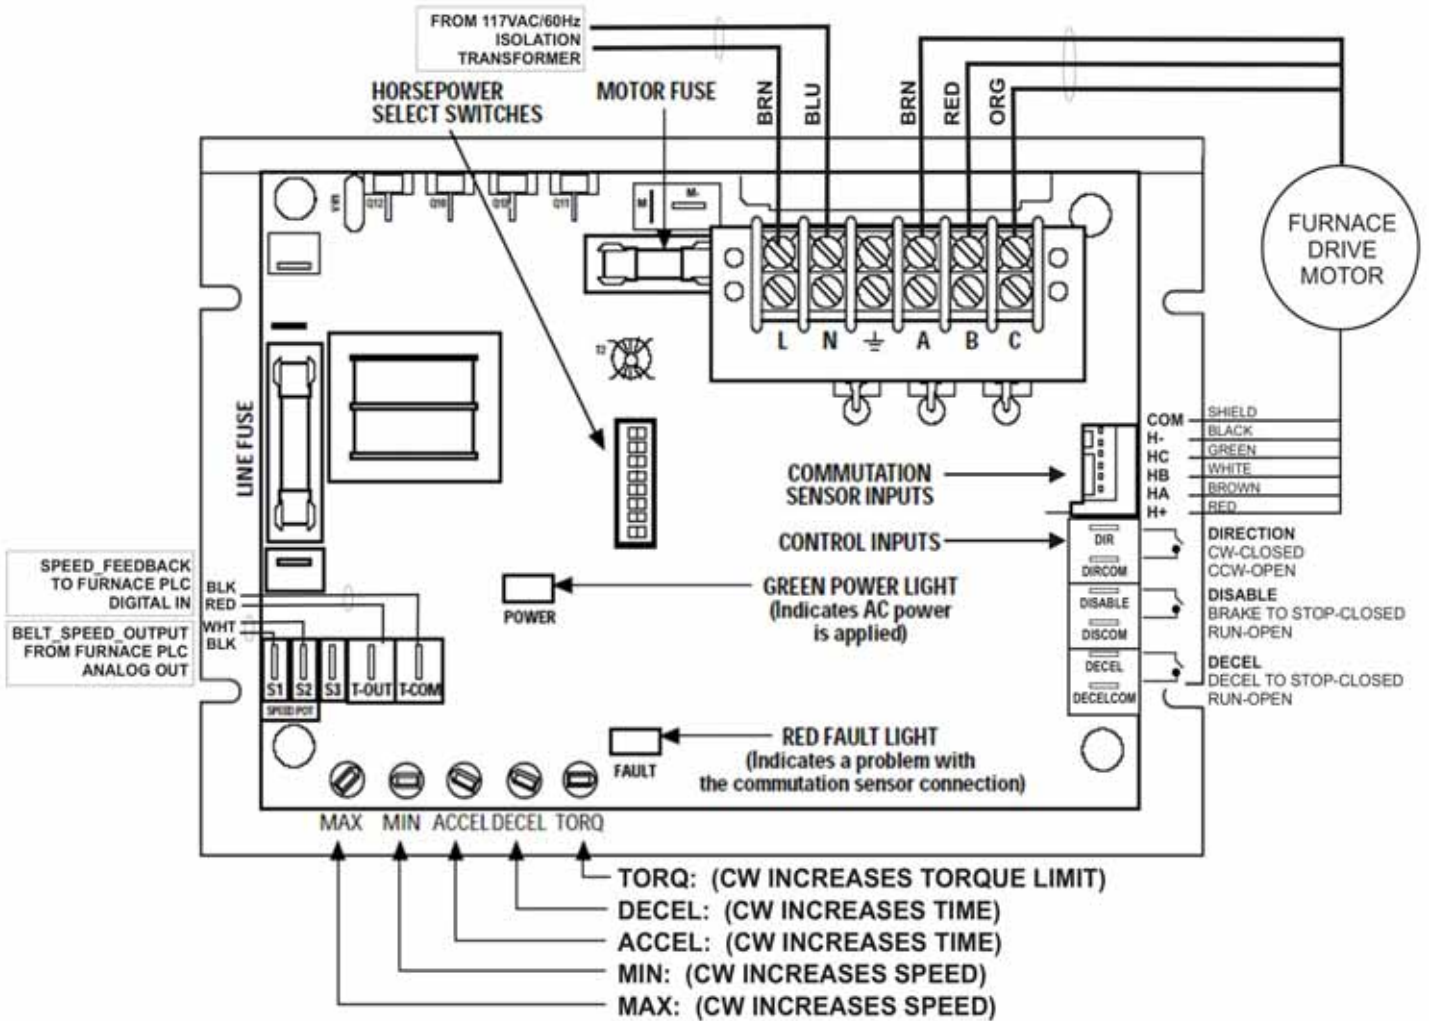 FROM 117VAC/60Hz
ISOLATION
TRANSFORMER
HORSEPOWER
SELECT SWITCHES
MOTOR FUSE
BRN
BLU
BRN
RED
ORG
FURNACE
DRIVE
MOTOR
Q12
Q10
Q11
M
M-
L
N
A
B
C
T2
LINE FUSE
COM
H-
HC
HB
HA
H+
SHIELD
BLACK
GREEN
WHITE
BROWN
RED
COMMUTATION
SENSOR INPUTS
CONTROL INPUTS
DIR
DIRCOM
DISABLE
DISCOM
DECEL
DECELCOM
DIRECTION
CW-CLOSED
CCW-OPEN
DISABLE
BRAKE TO STOP-CLOSED
RUN-OPEN
DECEL
DECEL TO STOP-CLOSED
RUN-OPEN
GREEN POWER LIGHT
(Indicates AC power
is applied)
POWER
SPEED_FEEDBACK
TO FURNACE PLC
DIGITAL IN
BLK
RED
BELT_SPEED_OUTPUT
FROM FURNACE PLC
ANALOG OUT
WHT
BLK
S1
S2
S3
T-OUT
T-COM
SPEED POT
RED FAULT LIGHT
(Indicates a problem with
the commutation sensor connection)
FAULT
MAX
MIN
ACCEL
DECEL
TORQ
TORQ: (CW INCREASES TORQUE LIMIT)
DECEL: (CW INCREASES TIME)
ACCEL: (CW INCREASES TIME)
MIN: (CW INCREASES SPEED)
MAX: (CW INCREASES SPEED)